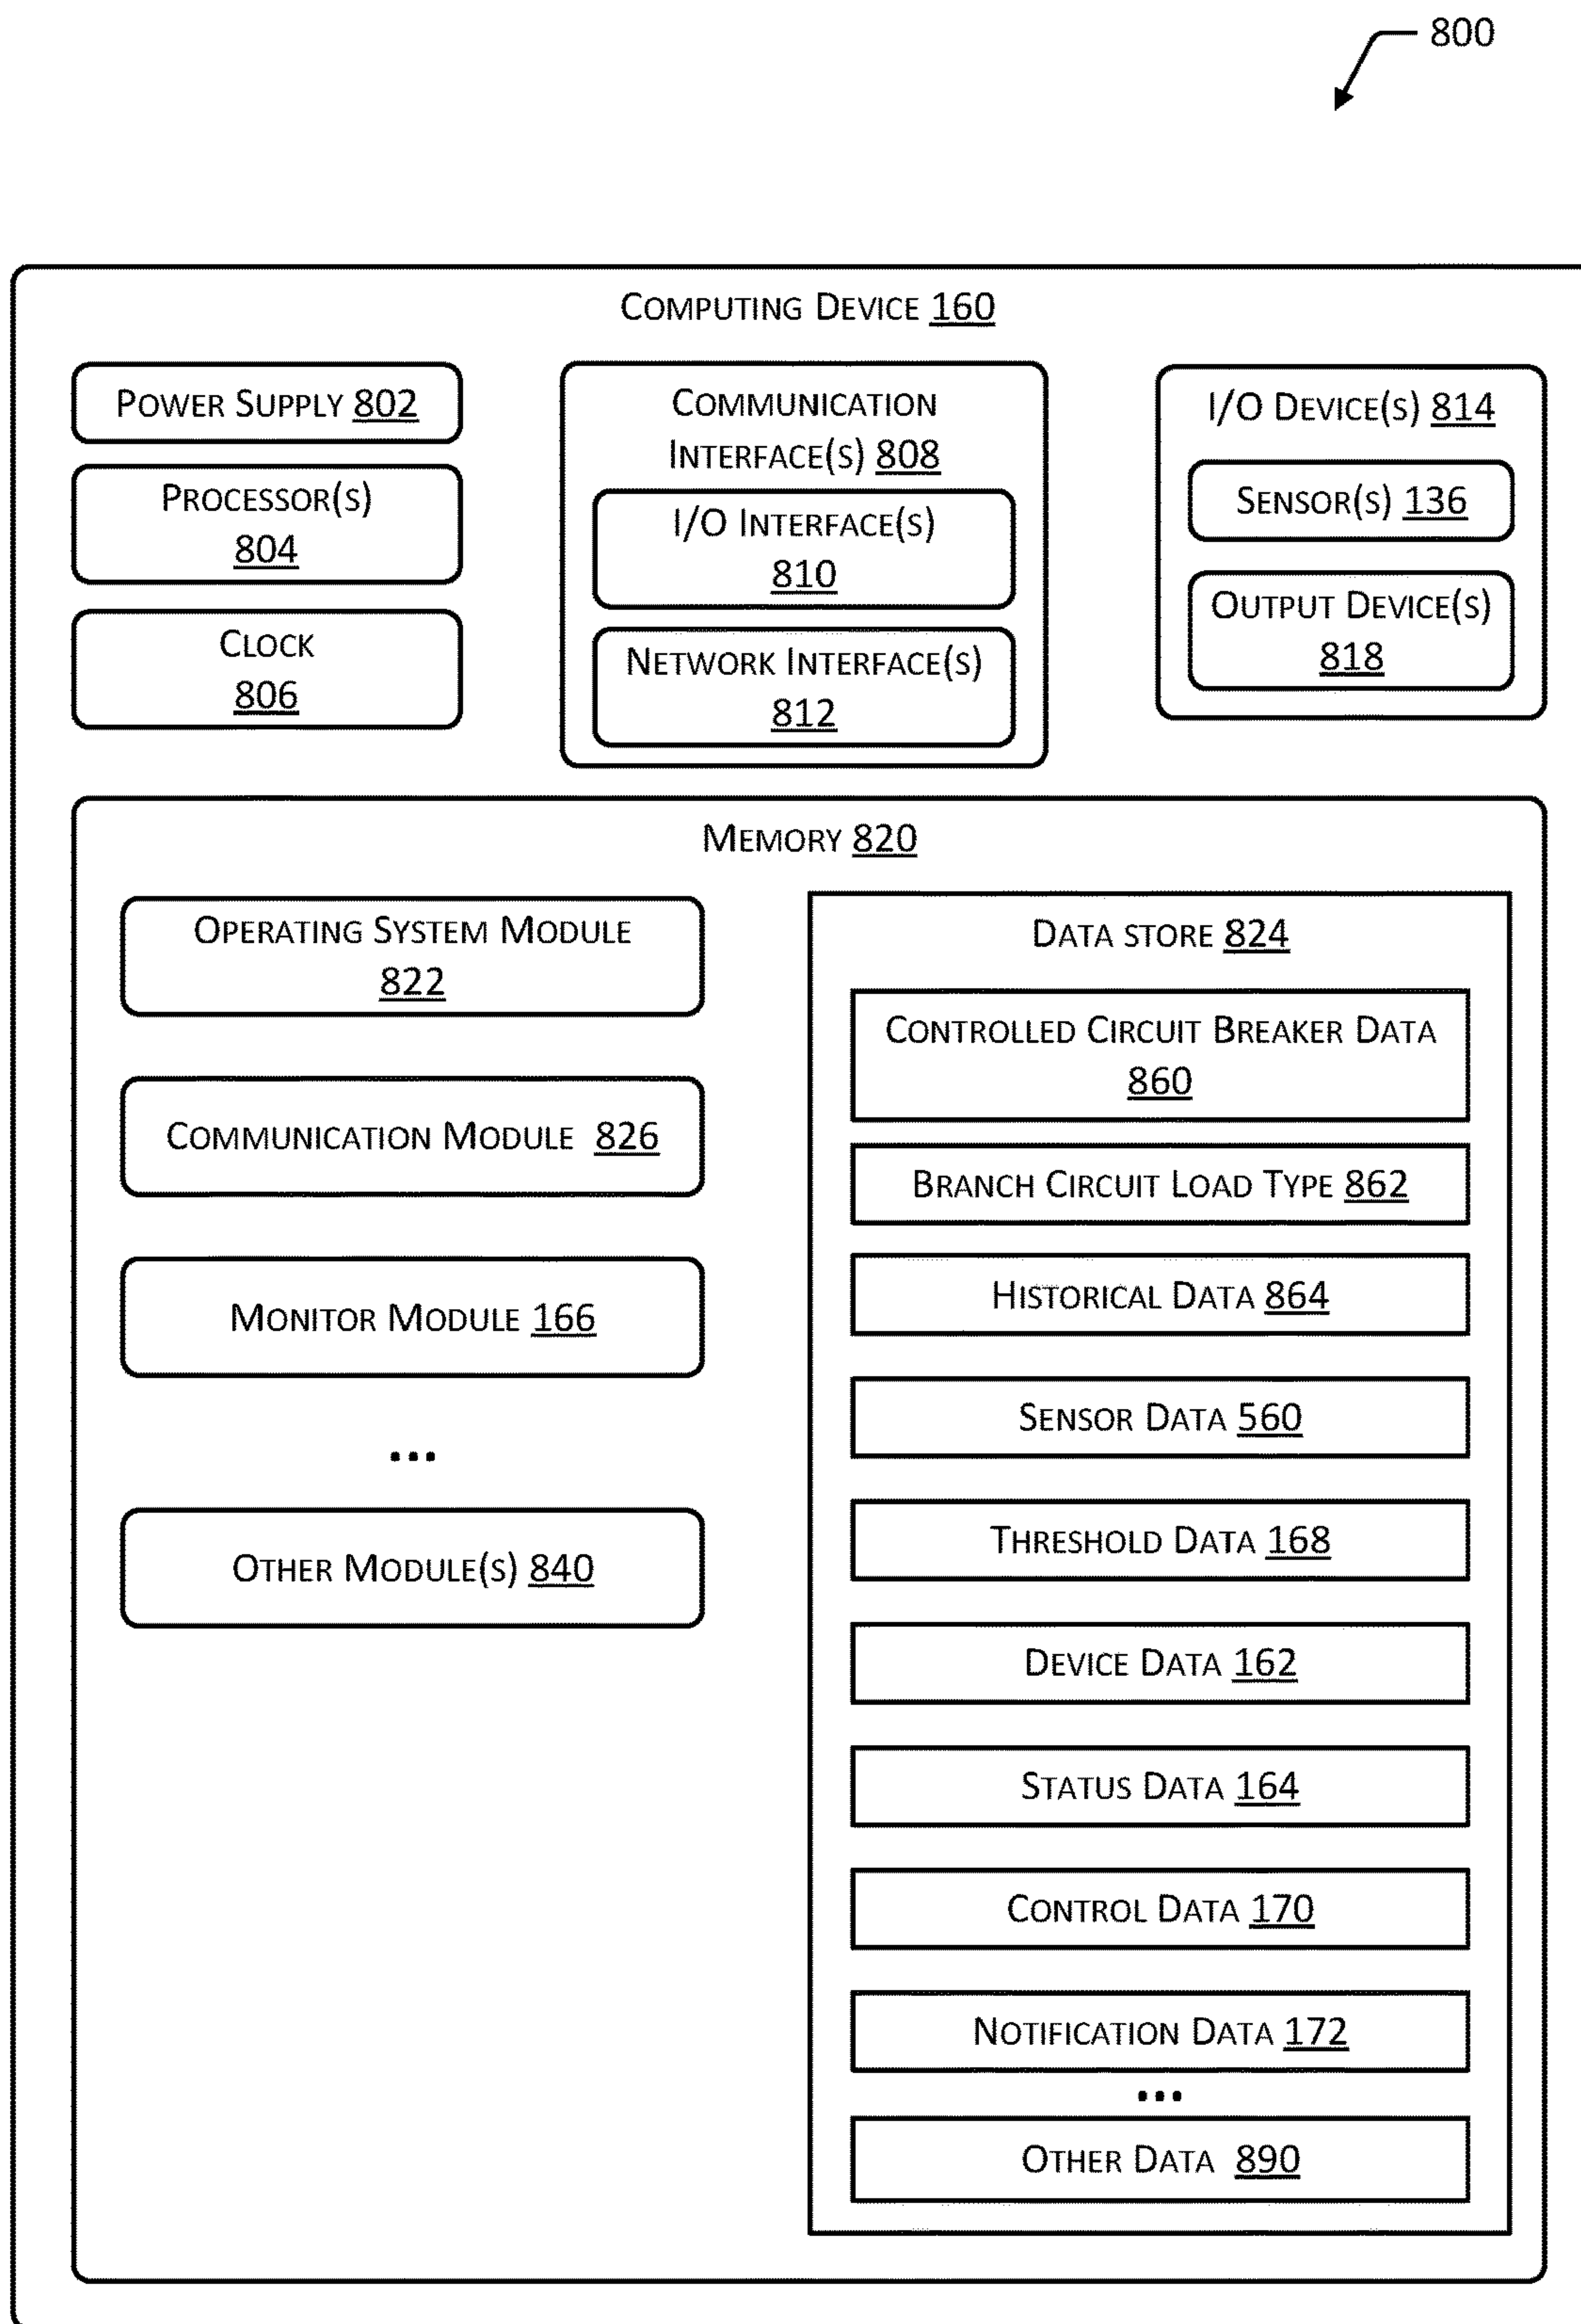 800
COMPUTING DEVICE 160
POWER SUPPLY 802
PROCESSOR(S)
804
CLOCK
806
COMMUNICATION
INTERFACE(S) 808
I/O INTERFACE(S)
810
NETWORK INTERFACE(S)
812
I/O DEVICE(S) 814
SENSOR(S) 136
OUTPUT DEVICE(S)
818
MEMORY 820
OPERATING SYSTEM MODULE
822
COMMUNICATION MODULE 826
MONITOR MODULE 166
...
OTHER MODULE(S) 840
DATA STORE 824
CONTROLLED CIRCUIT BREAKER DATA
860
BRANCH CIRCUIT LOAD TYPE 862
HISTORICAL DATA 864
SENSOR DATA 560
THRESHOLD DATA 168
DEVICE DATA 162
STATUS DATA 164
CONTROL DATA 170
NOTIFICATION DATA 172
...
OTHER DATA 890